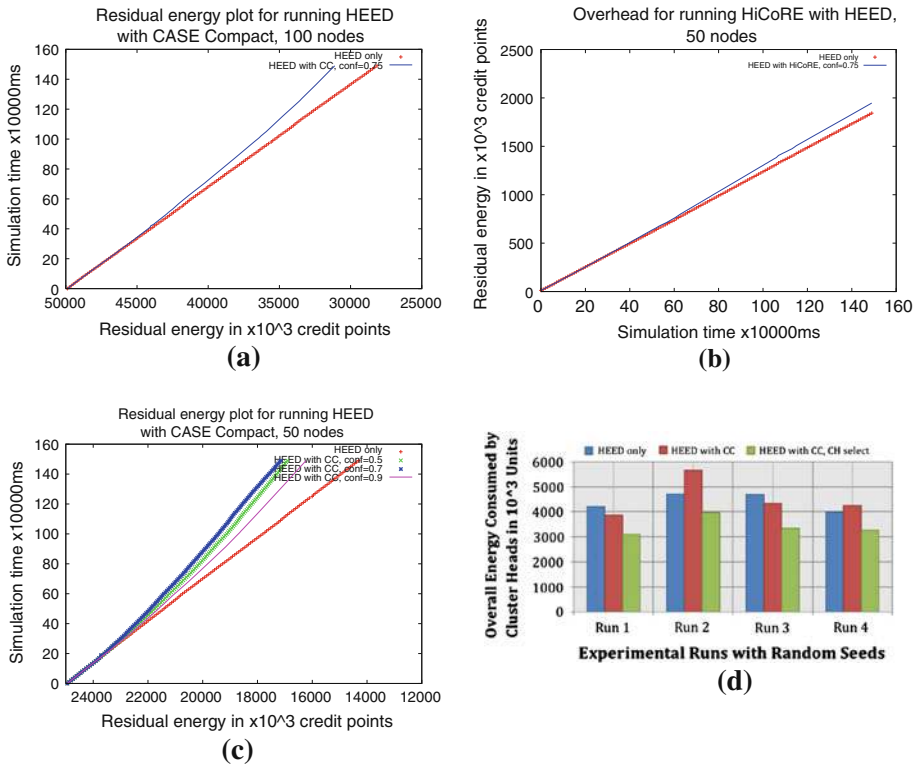 Residual energy plot for running HEED
with CASE Compact, 100 nodes
160
140
120
100
80
60
40
20
0
Simulation time x10000ms
HEED only
HEED with CC, conf=0.75
50000 45000 40000 35000 30000 25000
Residual energy in x10^3 credit points
(a)
Overhead for running HiCoRE with HEED,
50 nodes
2500
2000
1500
1000
500
0
Residual energy in x10^3 credit points
HEED only
HEED with HiCoRE, conf=0.75
0 20 40 60 80 100 120 140 160
Simulation time x10000ms
(b)
Residual energy plot for running HEED
with CASE Compact, 50 nodes
160
140
120
100
80
60
40
20
0
Simulation time x10000ms
HEED only
HEED with CC, conf=0.5
HEED with CC, conf=0.7
HEED with CC, conf=0.9
24000 22000 20000 18000 16000 14000 12000
Residual energy in x10^3 credit points
(c)
HEED only HEED with CC HEED with CC, CH select
Overall Energy Consumed by
Cluster Heads in 10^3 Units
6000
5000
4000
3000
2000
1000
0
Run 1 Run 2 Run 3 Run 4
Experimental Runs with Random Seeds
(d)